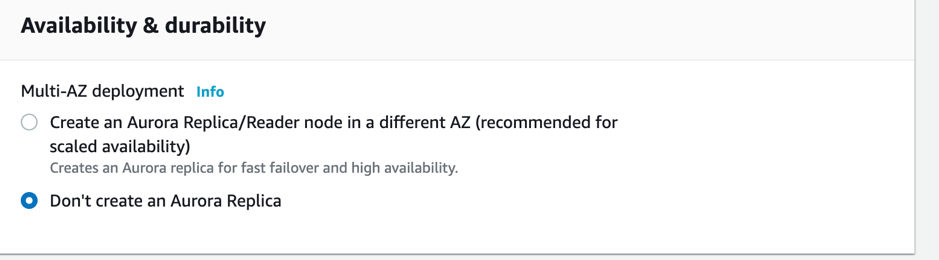 Availability & durability
Multi-AZ deployment Info
Create an Aurora Replica/Reader node in a different AZ (recommended for
scaled availability)
Creates an Aurora replica for fast failover and high availability.
Don't create an Aurora Replica